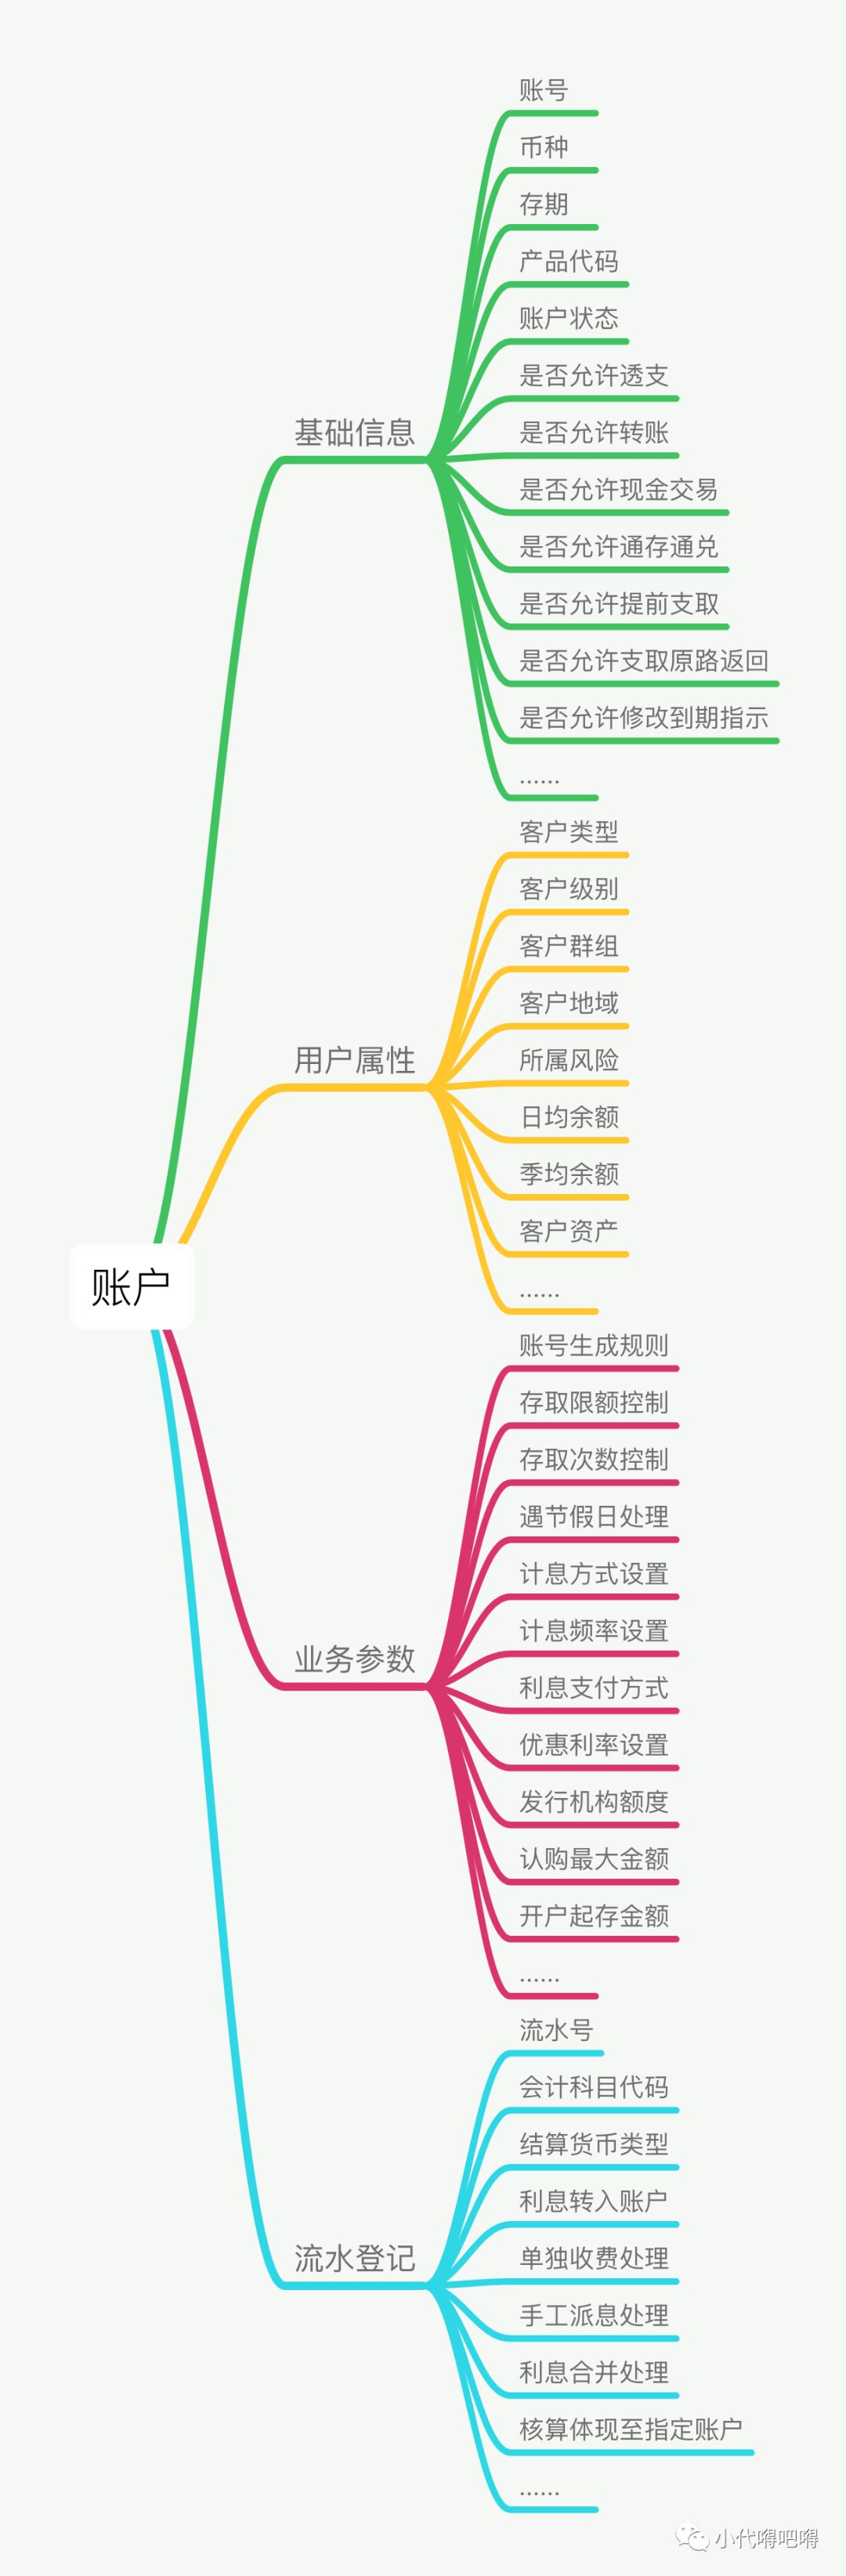 账号
币种
存期
产品代码
账户状态
是否允许透支
基础信息
是否允许转账
是否允许现金交易
是否允许通存通兑
是否允许提前支取
是否允许支取原路返回
是否允许修改到期指示
......
客户类型
客户级别
客户群组
客户地域
用户属性
所属风险
日均余额
季均余额
客户资产
......
账户
账号生成规则
存取限额控制
存取次数控制
遇节假日处理
计息方式设置
计息频率设置
业务参数
利息支付方式
优惠利率设置
发行机构额度
认购最大金额
开户起存金额
......
流水号
会计科目代码
结算货币类型
利息转入账户
流水登记
单独收费处理
手工派息处理
利息合并处理
核算体现至指定账户
......
小代嘚吧嘚